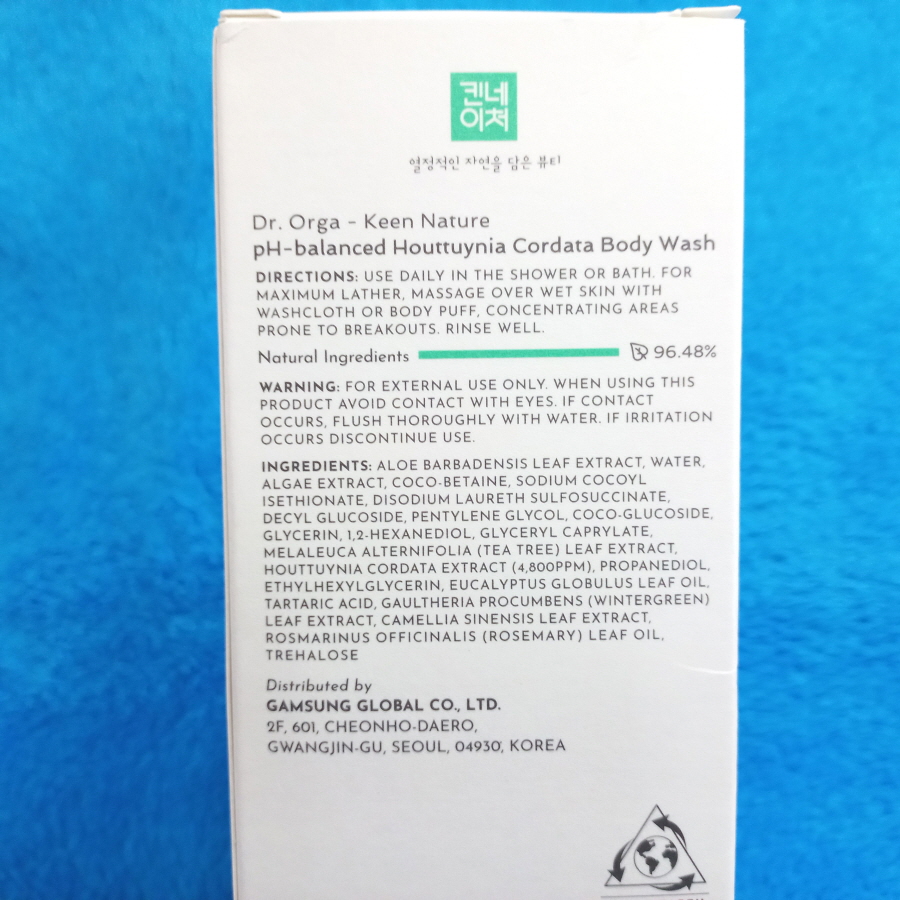 킨네
이쳐
열정적인 자연을 담은 뷰티
Dr. Orga - Keen Nature
pH-balanced Houttuynia Cordata Body Wash
DIRECTIONS: USE DAILY IN THE SHOWER OR BATH. FOR
MAXIMUM LATHER, MASSAGE OVER WET SKIN WITH
WASHCLOTH OR BODY PUFF, CONCENTRATING AREAS
PRONE TO BREAKOUTS. RINSE WELL.
Natural Ingredients 96.48%
WARNING: FOR EXTERNAL USE ONLY. WHEN USING THIS
PRODUCT AVOID CONTACT WITH EYES. IF CONTACT
OCCURS, FLUSH THOROUGHLY WITH WATER. IF IRRITATION
OCCURS DISCONTINUE USE.
INGREDIENTS: ALOE BARBADENSIS LEAF EXTRACT, WATER,
ALGAE EXTRACT, COCO-BETAINE, SODIUM COCOYL
ISETHIONATE, DISODIUM LAURETH SULFOSUCCINATE,
DECYL GLUCOSIDE, PENTYLENE GLYCOL, COCO-GLUCOSIDE,
GLYCERIN, 1,2-HEXANEDIOL, GLYCERYL CAPRYLATE,
MELALEUCA ALTERNIFOLIA (TEA TREE) LEAF EXTRACT,
HOUTTUYNIA CORDATA EXTRACT (4,800PPM), PROPANEDIOL,
ETHYLHEXYLGLYCERIN, EUCALYPTUS GLOBULUS LEAF OIL,
TARTARIC ACID, GAULTHERIA PROCUMBENS (WINTERGREEN)
LEAF EXTRACT, CAMELLIA SINENSIS LEAF EXTRACT,
ROSMARINUS OFFICINALIS (ROSEMARY) LEAF OIL,
TREHALOSE
Distributed by
GAMSUNG GLOBAL CO., LTD.
2F, 601, CHEONHO-DAERO,
GWANGJIN-GU, SEOUL, 04930, KOREA